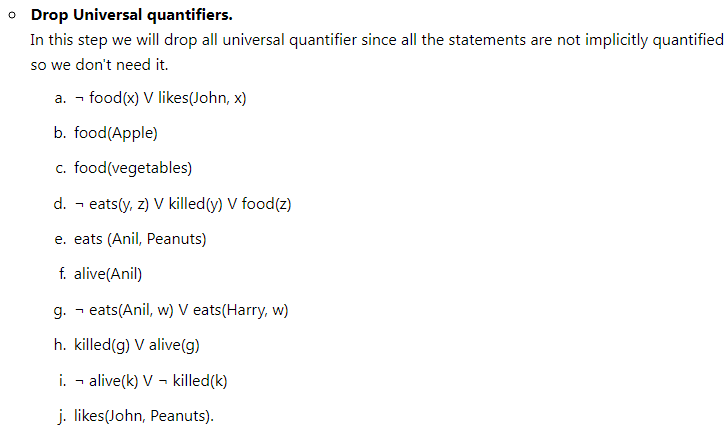 Drop Universal quantifiers.
In this step we will drop all universal quantifier since all the statements are not implicitly quantified
so we don't need it.
a. ¬ food(x) V likes(John, x)
b. food(Apple)
c. food(vegetables)
d. ¬ eats(y, z) V killed(y) V food(z)
e. eats (Anil, Peanuts)
f. alive(Anil)
g. ¬ eats(Anil, w) V eats(Harry, w)
h. killed(g) V alive(g)
i. ¬ alive(k) V ¬ killed(k)
j. likes(John, Peanuts).